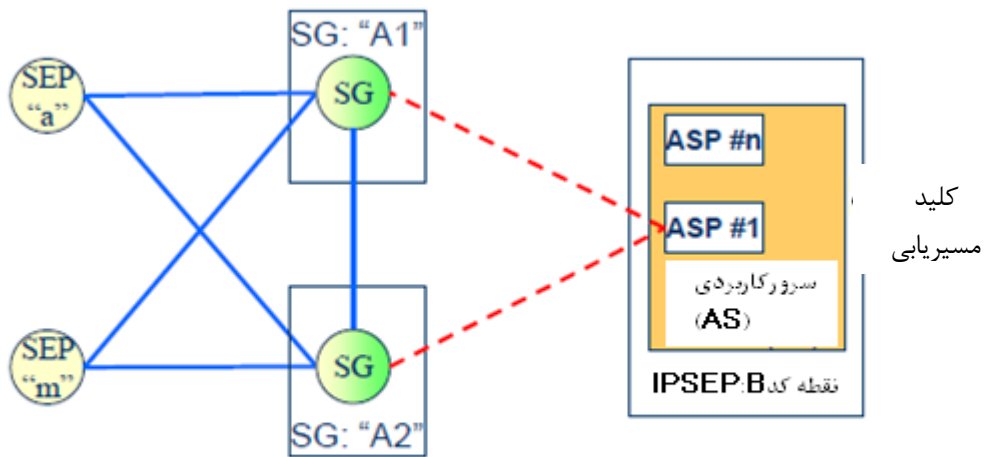 SG: “A1”
SEP
“a”
SG
ASP #n
ASP #1
کلید
مسیریابی
سرورکاربردی
(AS)
نقطه کد IPSEP:B
SEP
“m”
SG
SG: “A2”